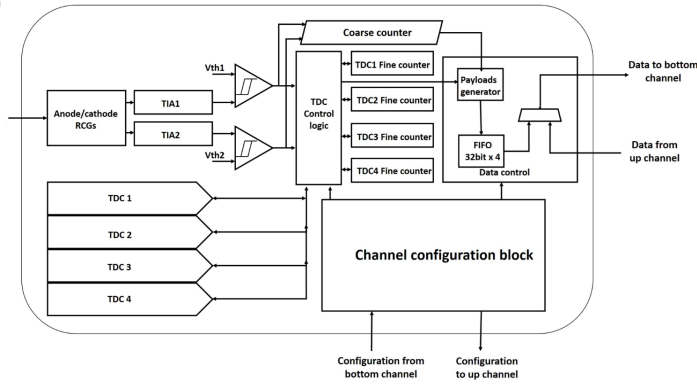 Coarse counter
Vth1
TDC1 Fine counter
Data to bottom
channel
Anode/cathode
RCGs
TIA1
TIA2
TDC
Control
logic
TDC2 Fine counter
Payloads
generator
Vth2
TDC3 Fine counter
FIFO
32bit x 4
Data from
up channel
TDC4 Fine counter
Data control
TDC 1
TDC 2
TDC 3
TDC 4
Channel configuration block
Configuration from
bottom channel
Configuration
to up channel